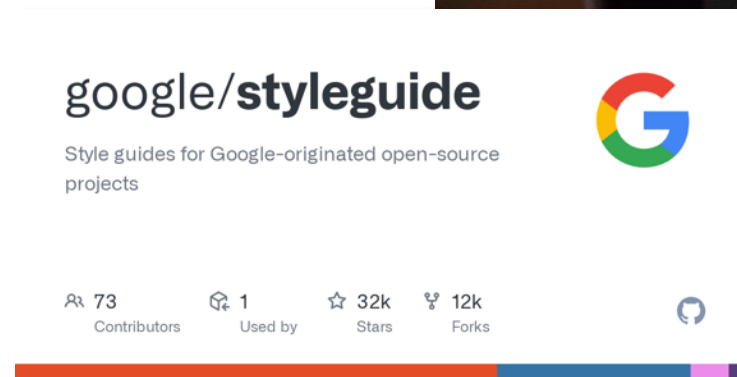 google/styleguide
Style guides for Google-originated open-source
projects
73 1 32k 12k
Contributors Used by Stars Forks